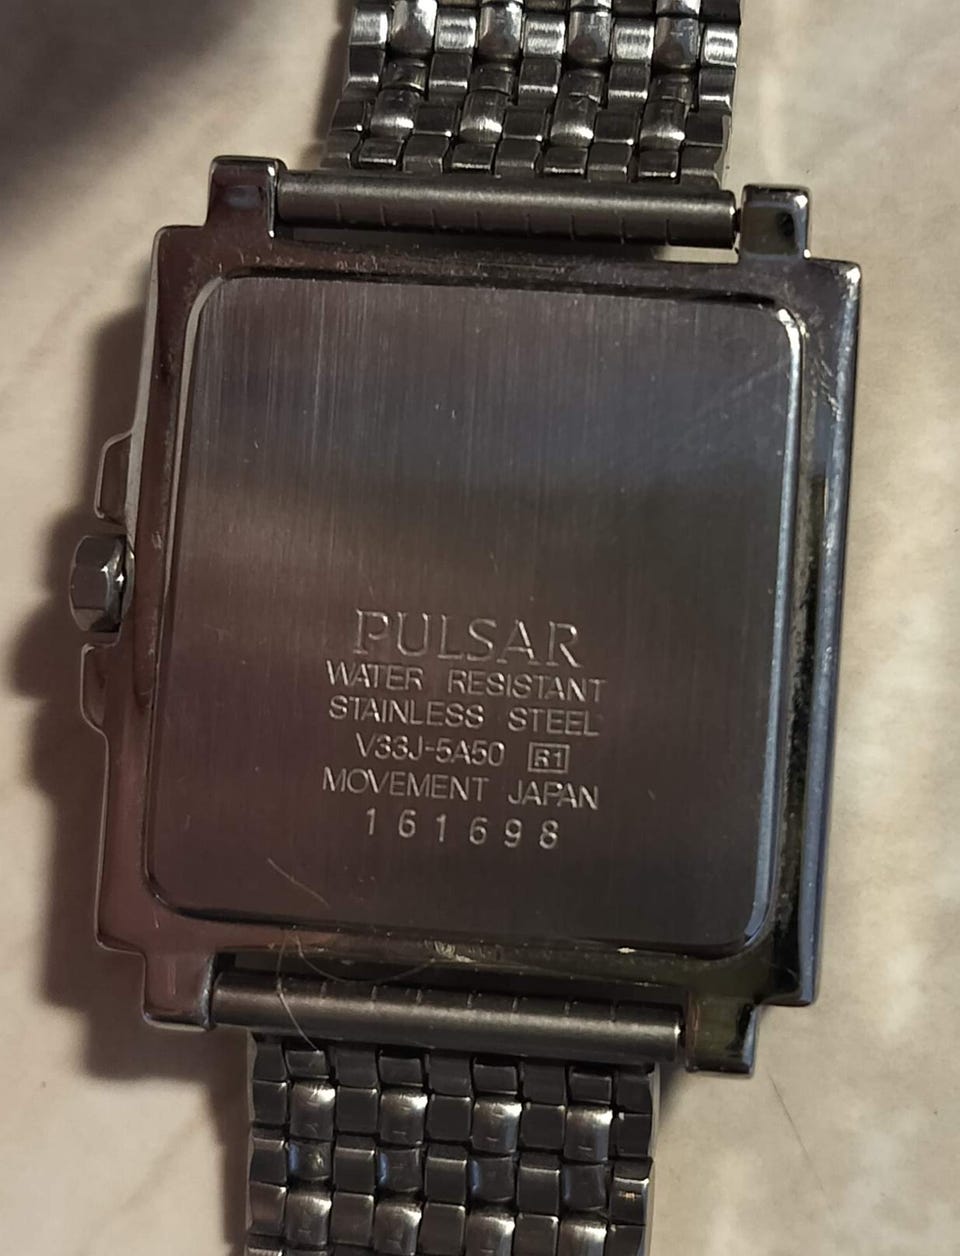 PULSAR
WATER RESISTANT
STAINLESS STEEL
V33J-5A50 R1
MOVEMENT JAPAN
161698